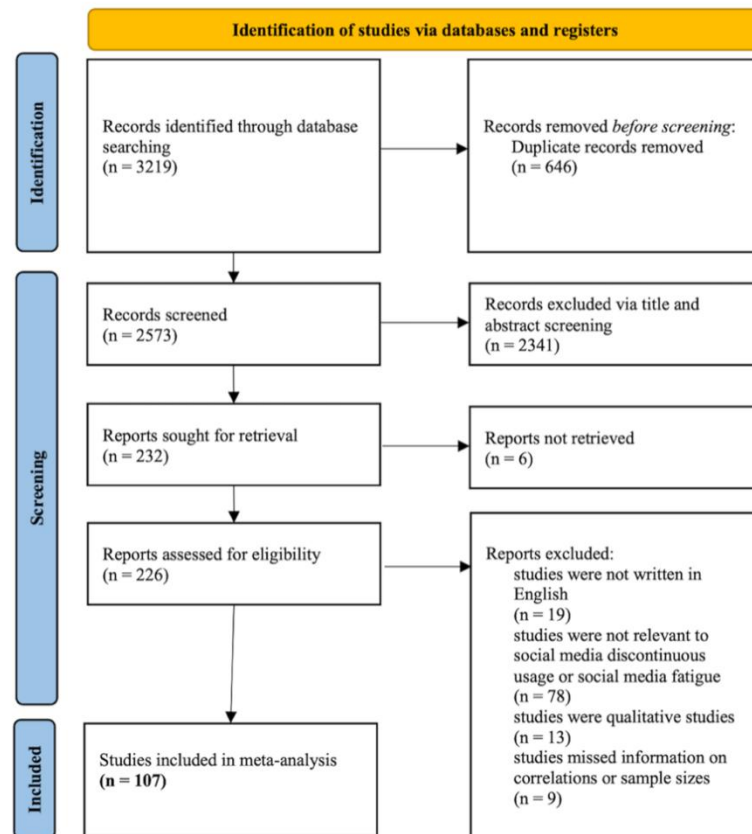 Identification of studies via databases and registers
Identification
Records identified through database
searching
(n = 3219)
Records removed before screening:
Duplicate records removed
(n = 646)
Screening
Records screened
(n = 2573)
Records excluded via title and
abstract screening
(n = 2341)
Reports sought for retrieval
(n = 232)
Reports not retrieved
(n = 6)
Reports assessed for eligibility
(n = 226)
Reports excluded:
studies were not written in
English
(n = 19)
studies were not relevant to
social media discontinuous
usage or social media fatigue
(n = 78)
studies were qualitative studies
(n = 13)
studies missed information on
correlations or sample sizes
(n = 9)
Included
Studies included in meta-analysis
(n = 107)